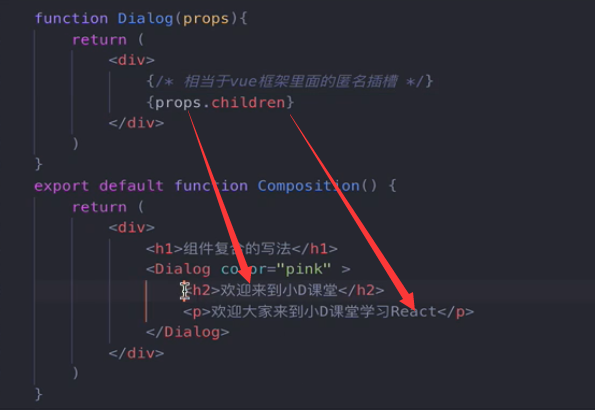 function Dialog(props){
return (
<div>
{/* 相当于vue框架里面的匿名插槽 */}
{props.children}
</div>
)
}
export default function Composition() {
return (
<div>
<h1>组件复合的写法</h1>
<Dialog color="pink" >
<h2>欢迎来到小D课堂</h2>
<p>欢迎大家来到小D课堂学习React</p>
</Dialog>
</div>
)
}